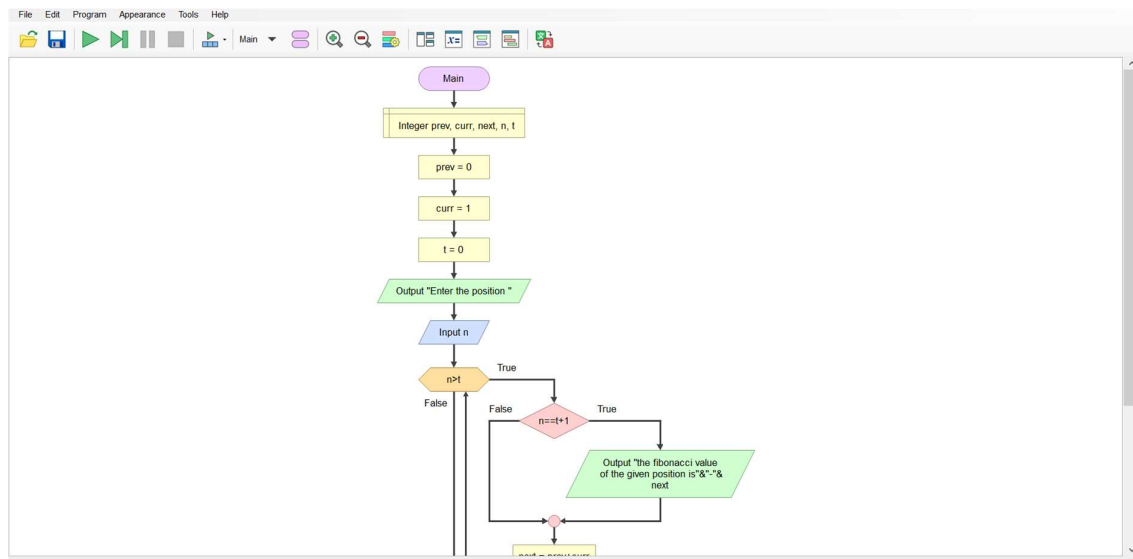 File Edit Program Appearance Tools Help
Main
Main
Integer prev, curr, next, n, t
prev = 0
curr = 1
t = 0
Output "Enter the position "
Input n
n>t
True
False
False
True
n==t+1
Output "the fibonacci value
of the given position is"&"-"&
next